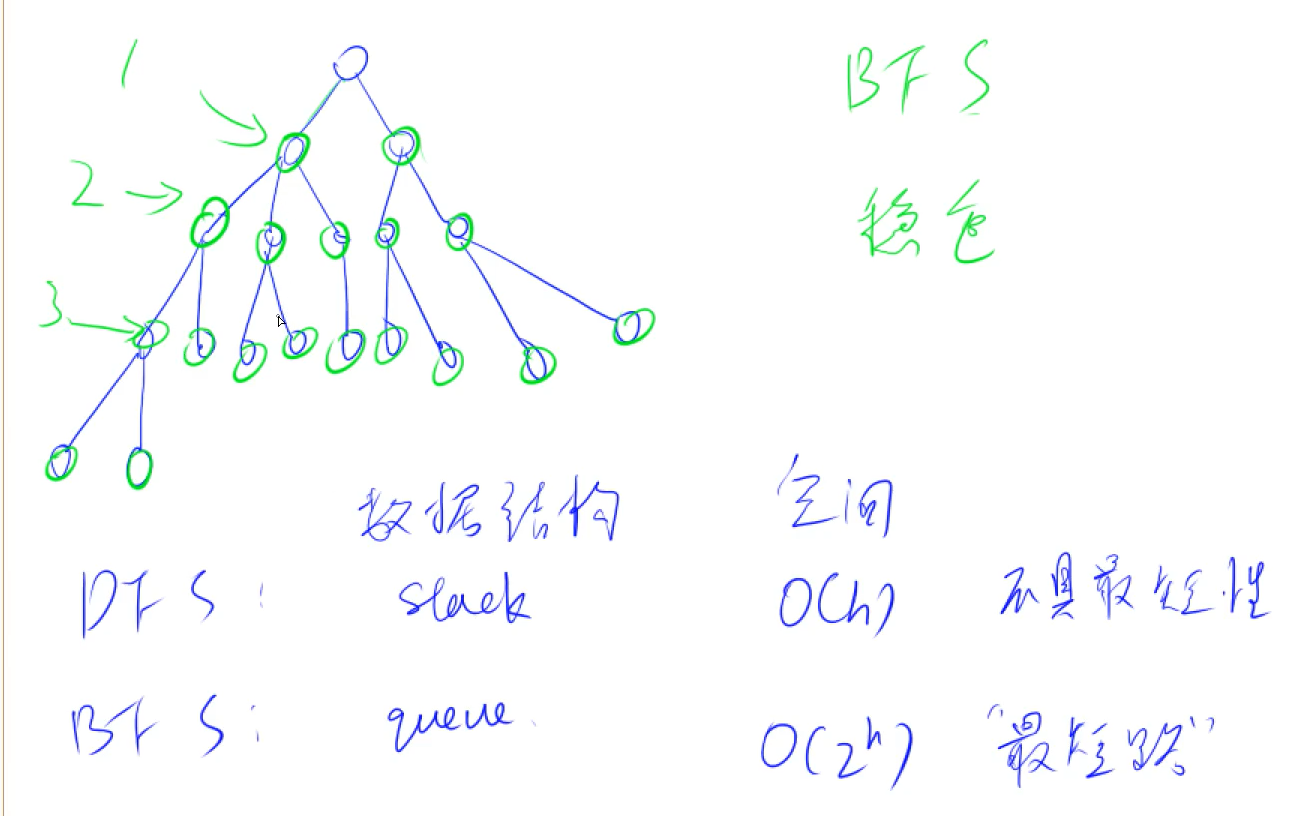 1
BFS
2
稳
3
数据结构 空间
DFS: stack O(h) 不具最短性
BFS: queue. O(2^h) "最短路"